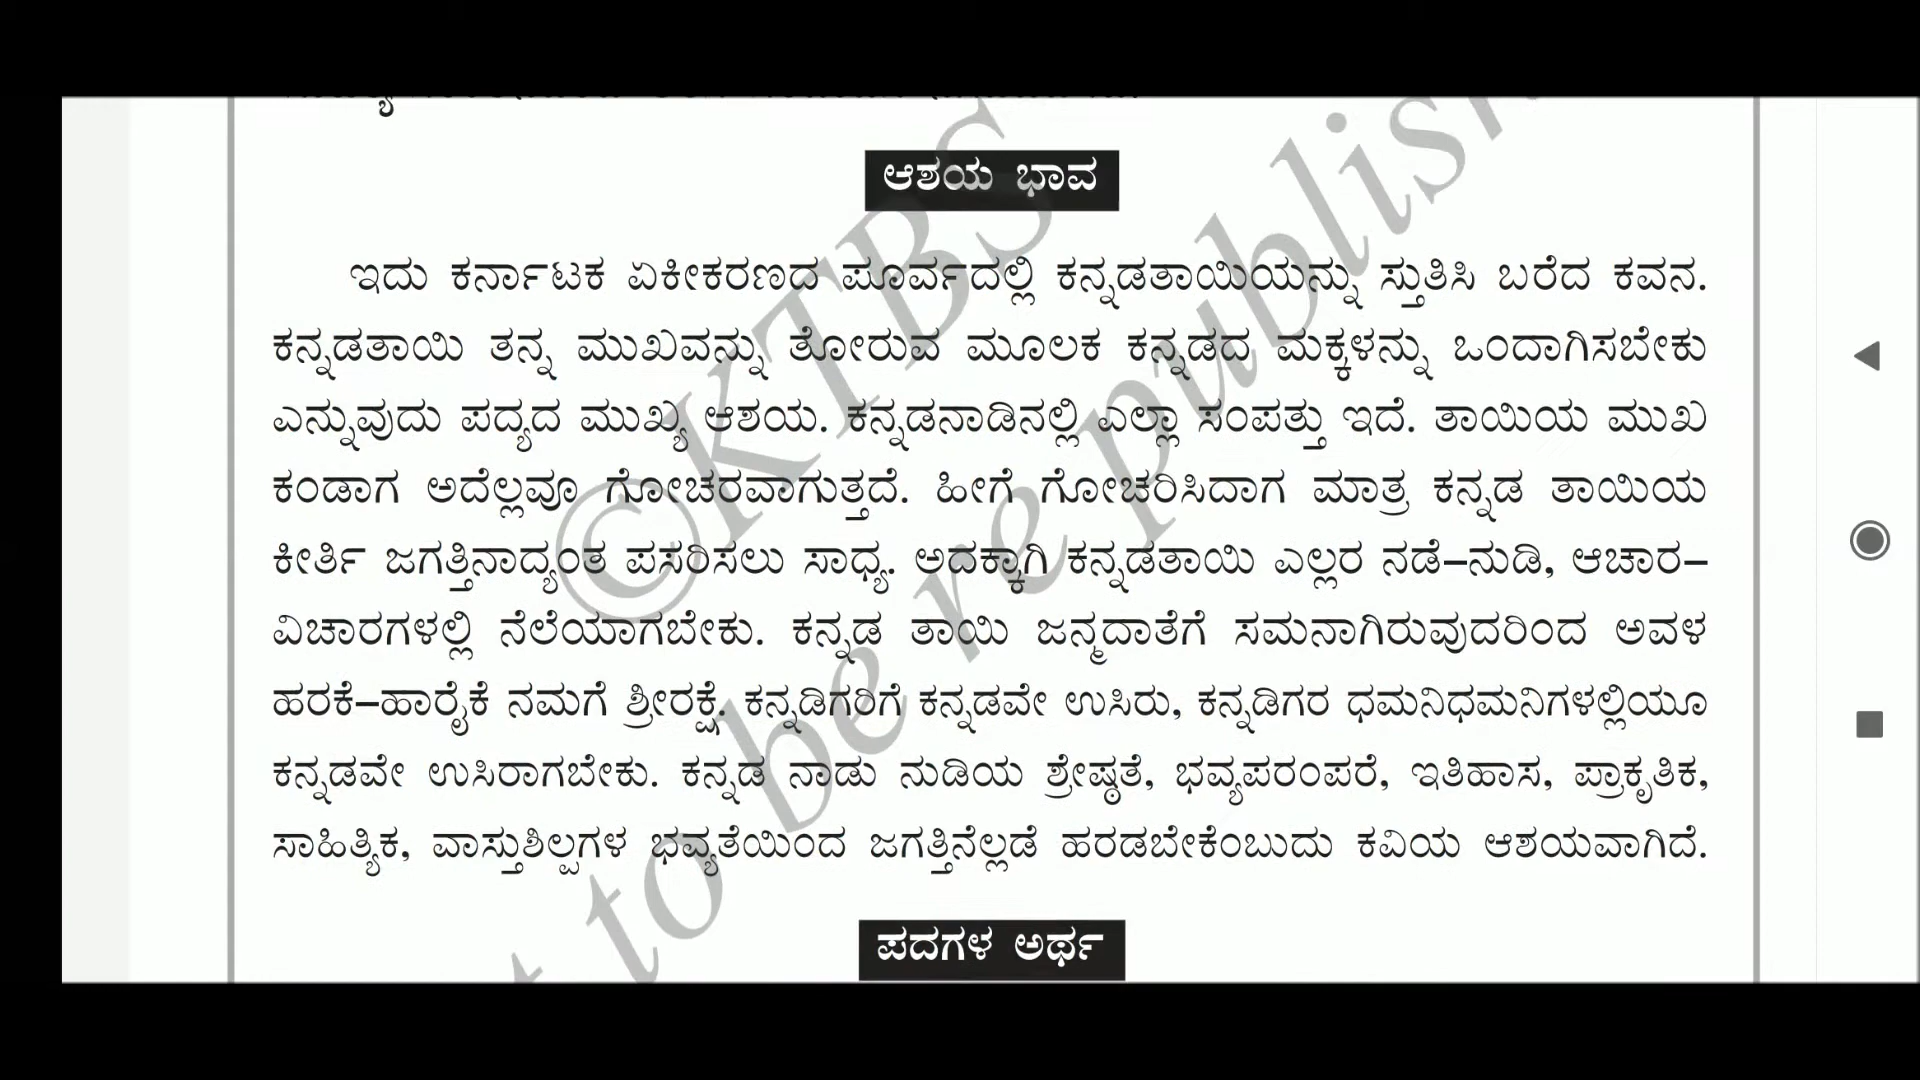 ಆಶಯ ಭಾವ
ಇದು ಕರ್ನಾಟಕ ಏಕೀಕರಣದ ಪೂರ್ವದಲ್ಲಿ ಕನ್ನಡತಾಯಿಯನ್ನು ಸ್ತುತಿಸಿ ಬರೆದ ಕವನ.
ಕನ್ನಡತಾಯಿ ತನ್ನ ಮುಖವನ್ನು ತೋರುವ ಮೂಲಕ ಕನ್ನಡದ ಮಕ್ಕಳನ್ನು ಒಂದಾಗಿಸಬೇಕು
ಎನ್ನುವುದು ಪದ್ಯದ ಮುಖ್ಯ ಆಶಯ. ಕನ್ನಡನಾಡಿನಲ್ಲಿ ಎಲ್ಲಾ ಸಂಪತ್ತು ಇದೆ. ತಾಯಿಯ ಮುಖ
ಕಂಡಾಗ ಅದೆಲ್ಲವೂ ಗೋಚರವಾಗುತ್ತದೆ. ಹೀಗೆ ಗೋಚರಿಸಿದಾಗ ಮಾತ್ರ ಕನ್ನಡ ತಾಯಿಯ
ಕೀರ್ತಿ ಜಗತ್ತಿನಾದ್ಯಂತ ಪಸರಿಸಲು ಸಾಧ್ಯ. ಅದಕ್ಕಾಗಿ ಕನ್ನಡತಾಯಿ ಎಲ್ಲರ ನಡೆ–ನುಡಿ, ಆಚಾರ–
ವಿಚಾರಗಳಲ್ಲಿ ನೆಲೆಯಾಗಬೇಕು. ಕನ್ನಡ ತಾಯಿ ಜನ್ಮದಾತೆಗೆ ಸಮನಾಗಿರುವುದರಿಂದ ಅವಳ
ಹರಕೆ–ಹಾರೈಕೆ ನಮಗೆ ಶ್ರೀರಕ್ಷೆ. ಕನ್ನಡಿಗರಿಗೆ ಕನ್ನಡವೇ ಉಸಿರು, ಕನ್ನಡಿಗರ ಧಮನಿಧಮನಿಗಳಲ್ಲಿಯೂ
ಕನ್ನಡವೇ ಉಸಿರಾಗಬೇಕು. ಕನ್ನಡ ನಾಡು ನುಡಿಯ ಶ್ರೇಷ್ಠತೆ, ಭವ್ಯಪರಂಪರೆ, ಇತಿಹಾಸ, ಪ್ರಾಕೃತಿಕ,
ಸಾಹಿತ್ಯಿಕ, ವಾಸ್ತುಶಿಲ್ಪಗಳ ಭವ್ಯತೆಯಿಂದ ಜಗತ್ತಿನೆಲ್ಲಡೆ ಹರಡಬೇಕೆಂಬುದು ಕವಿಯ ಆಶಯವಾಗಿದೆ.
ಪದಗಳ ಅರ್ಥ
©KTBS
to be republish